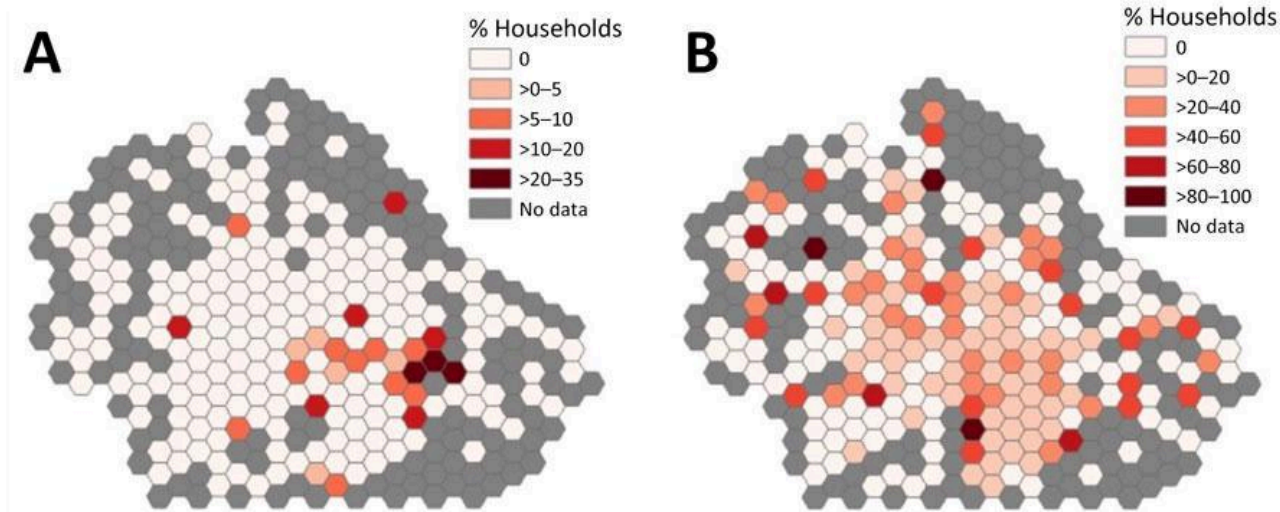 A
% Households
0
>0–5
>5–10
>10–20
>20–35
No data
B
% Households
0
>0–20
>20–40
>40–60
>60–80
>80–100
No data